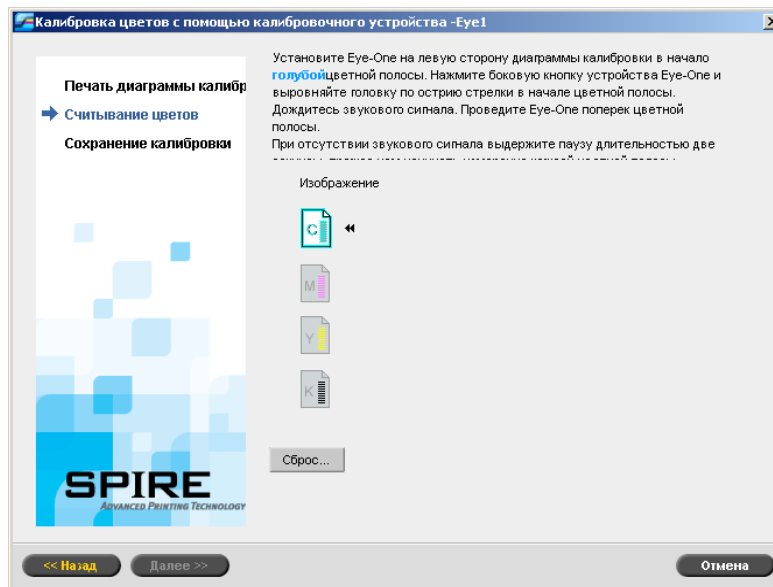 Калибровка цветов с помощью калибровочного устройства -Eye1
Печать диаграммы калибр
Считывание цветов
Сохранение калибровки
Установите Eye-One на левую сторону диаграммы калибровки в начало
голубойцветной полосы. Нажмите боковую кнопку устройства Eye-One и
выровняйте головку по острию стрелки в начале цветной полосы.
Дождитесь звукового сигнала. Проведите Eye-One поперек цветной
полосы.
При отсутствии звукового сигнала выдержите паузу длительностью две
Изображение
C
M
Y
K
Сброс...
SPIRE
ADVANCED PRINTING TECHNOLOGY
<< Назад
Далее >>
Отмена